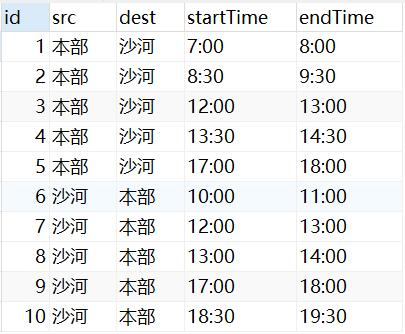 id src dest startTime endTime
1 本部 沙河 7:00 8:00
2 本部 沙河 8:30 9:30
3 本部 沙河 12:00 13:00
4 本部 沙河 13:30 14:30
5 本部 沙河 17:00 18:00
6 沙河 本部 10:00 11:00
7 沙河 本部 12:00 13:00
8 沙河 本部 13:00 14:00
9 沙河 本部 17:00 18:00
10 沙河 本部 18:30 19:30